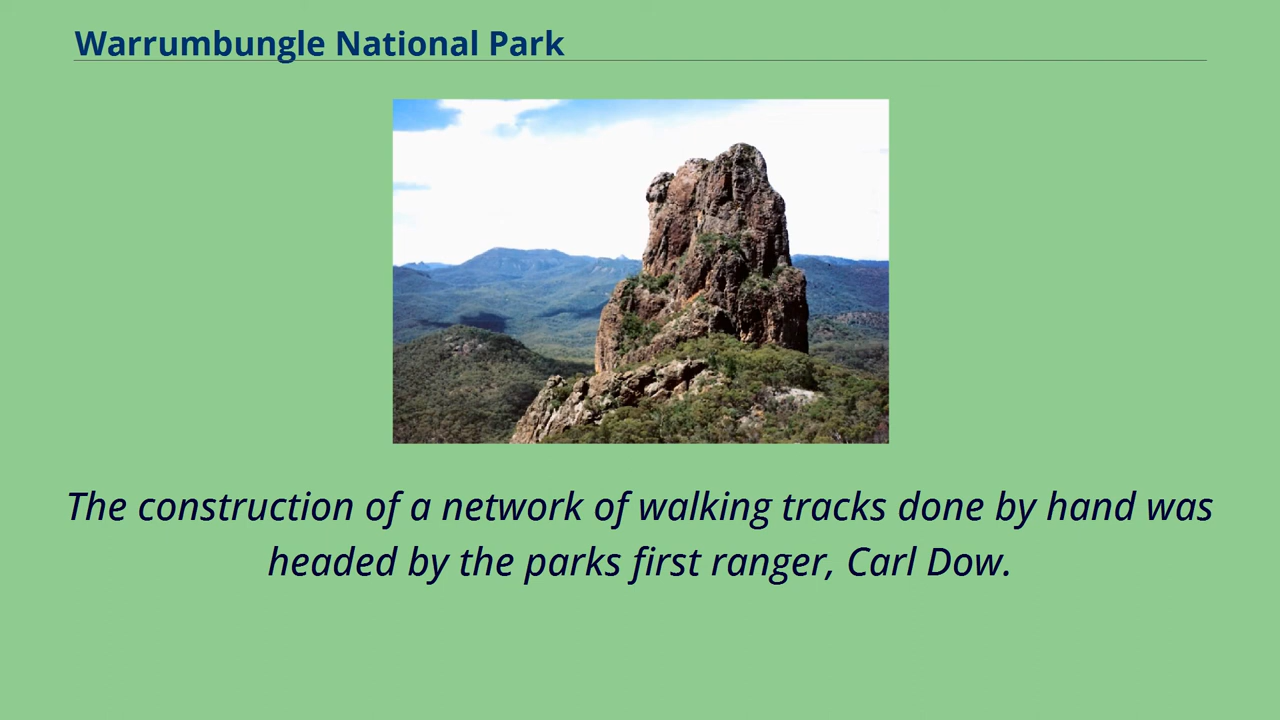 Warrumbungle National Park
The construction of a network of walking tracks done by hand was
headed by the parks first ranger, Carl Dow.